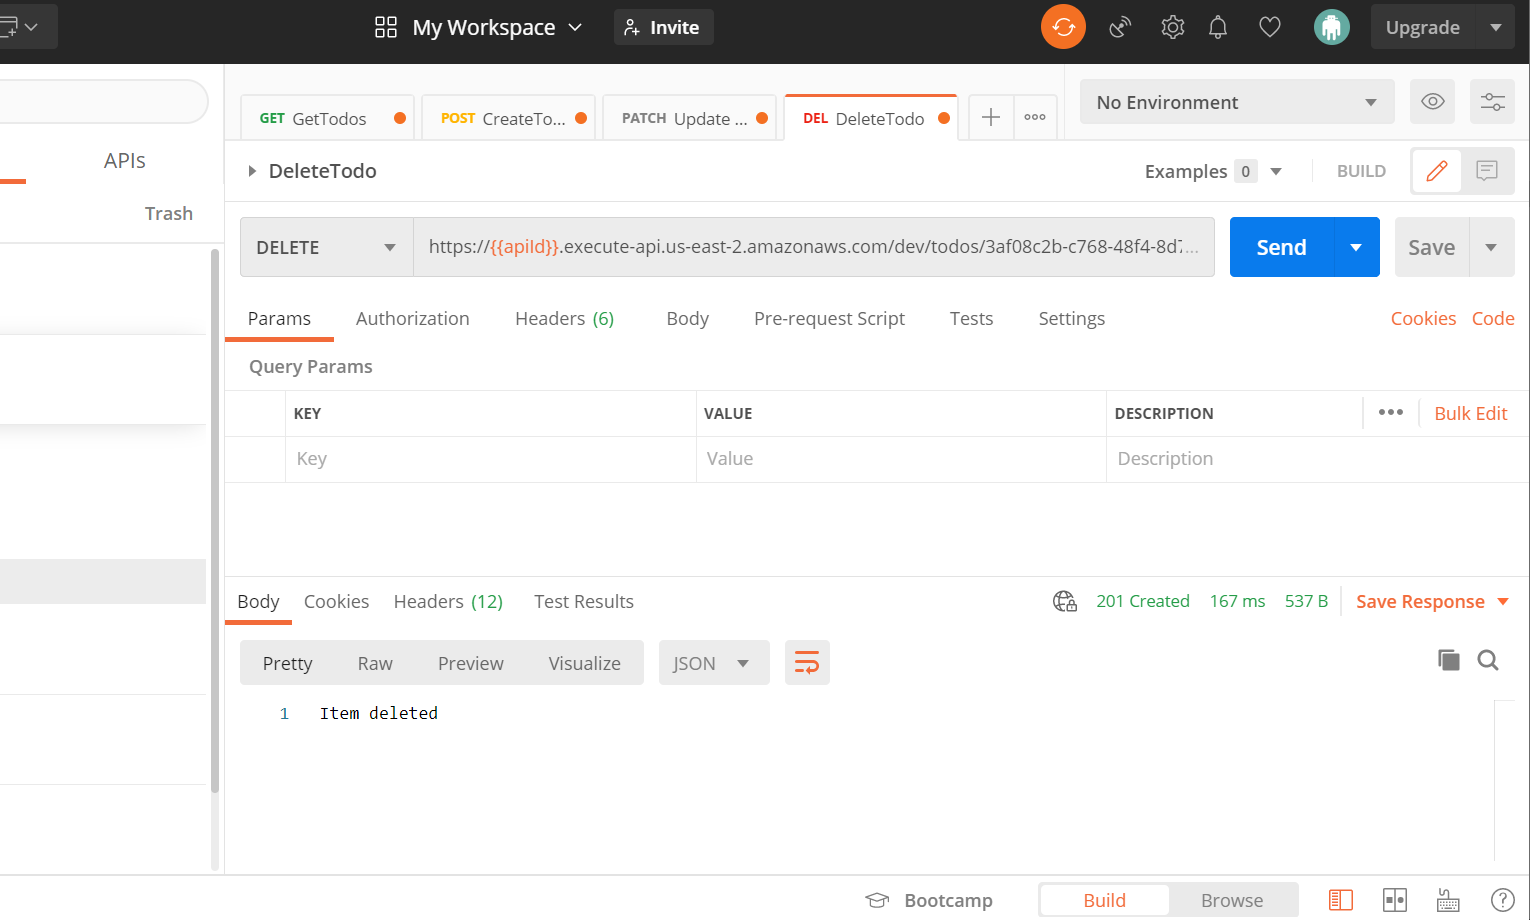 My Workspace Invite Upgrade
GET GetTodos POST CreateTo... PATCH Update ... DEL DeleteTodo No Environment
APIs
DeleteTodo Examples 0 BUILD
Trash
DELETE https://{{apiId}}.execute-api.us-east-2.amazonaws.com/dev/todos/3af08c2b-c768-48f4-8d7... Send Save
Params Authorization Headers (6) Body Pre-request Script Tests Settings Cookies Code
Query Params
KEY VALUE DESCRIPTION Bulk Edit
Key Value Description
Body Cookies Headers (12) Test Results 201 Created 167 ms 537 B Save Response
Pretty Raw Preview Visualize JSON
1 Item deleted
Bootcamp Build Browse